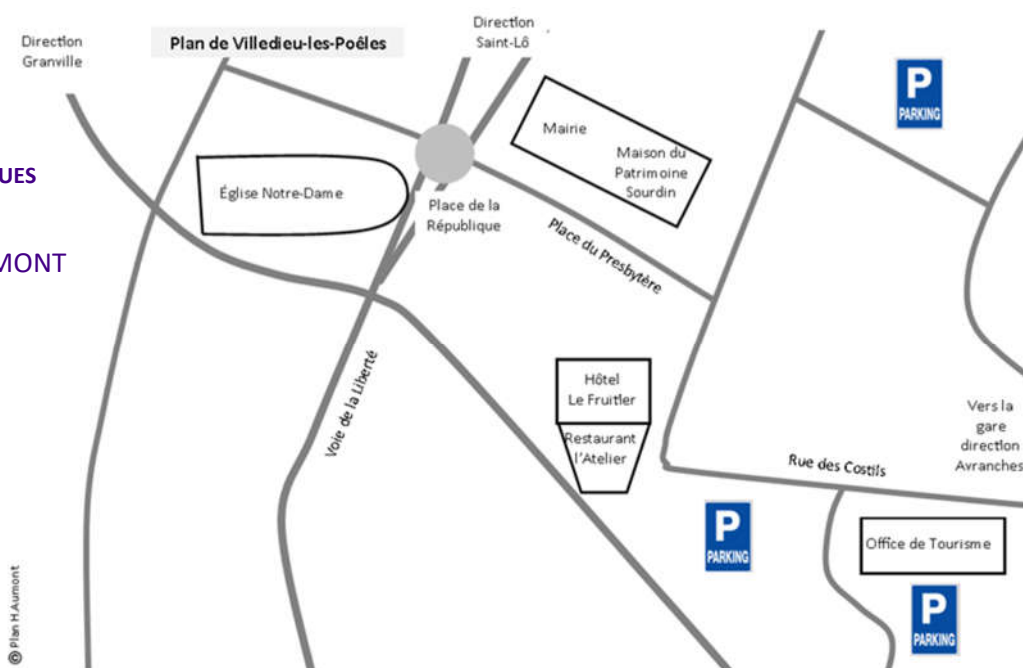 Direction
Granville
Plan de Villedieu-les-Poêles
Direction
Saint-Lô
P
PARKING
UES
MONT
Mairie
Maison du
Patrimoine
Sourdin
Église Notre-Dame
Place de la
République
Place du Presbytère
Voie de la Liberté
Hôtel
Le Fruitier
Restaurant
l'Atelier
Vers la
gare
direction
Avranches
Rue des Costils
P
PARKING
Office de Tourisme
P
PARKING
© Plan H.Aumont